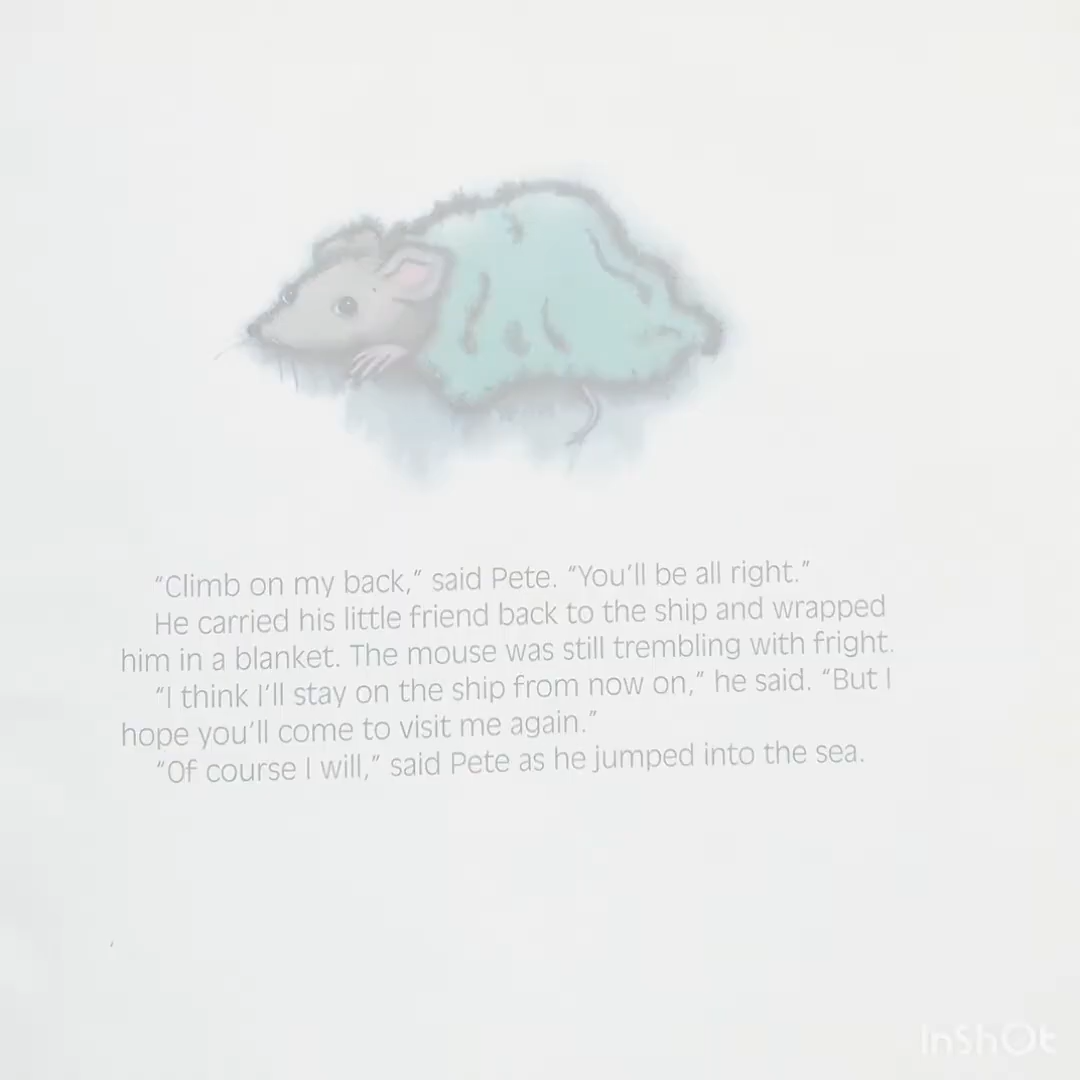 “Climb on my back,” said Pete. “You’ll be all right.”
He carried his little friend back to the ship and wrapped
him in a blanket. The mouse was still trembling with fright.
“I think I’ll stay on the ship from now on,” he said. “But I
hope you’ll come to visit me again.”
“Of course I will,” said Pete as he jumped into the sea.
InShOt